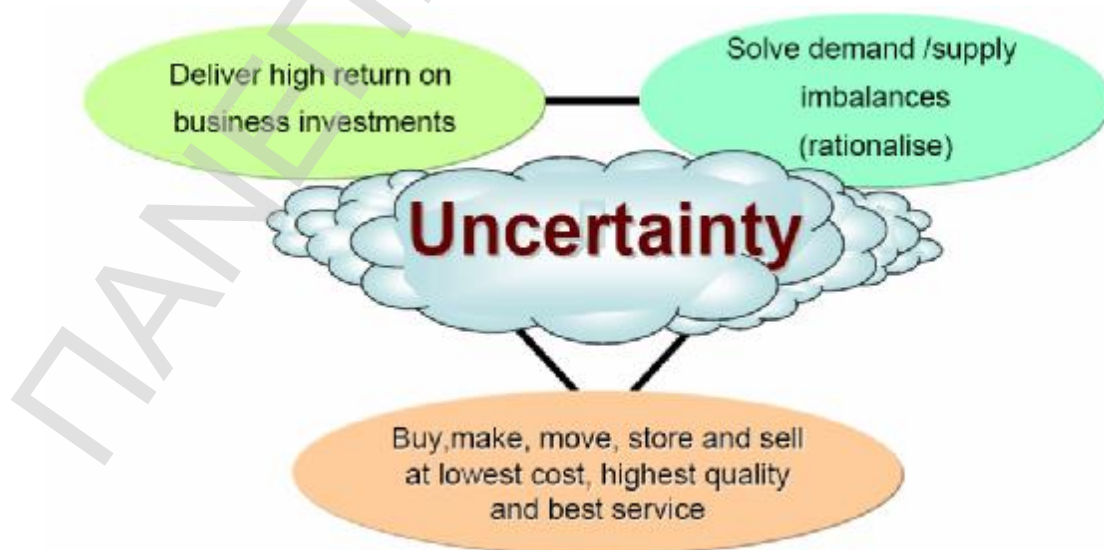 Deliver high return on
business investments
Solve demand /supply
imbalances
(rationalise)
Uncertainty
Buy,make, move, store and sell
at lowest cost, highest quality
and best service
ΠΑΝΕΠ